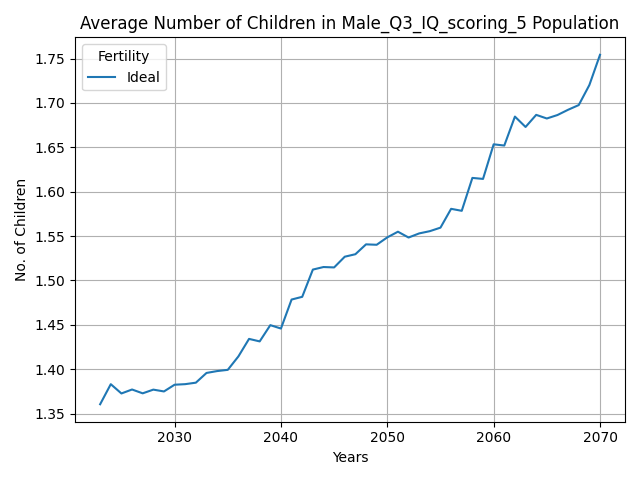 Average Number of Children in Male_Q3_IQ_scoring_5 Population
Fertility
Ideal
No. of Children
1.75
1.70
1.65
1.60
1.55
1.50
1.45
1.40
1.35
2030 2040 2050 2060 2070
Years